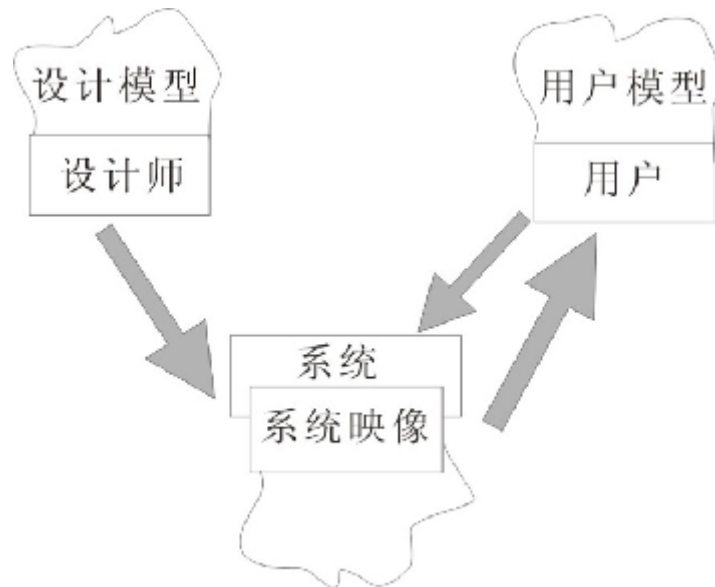 设计模型
设计师
用户模型
用户
系统
系统映像